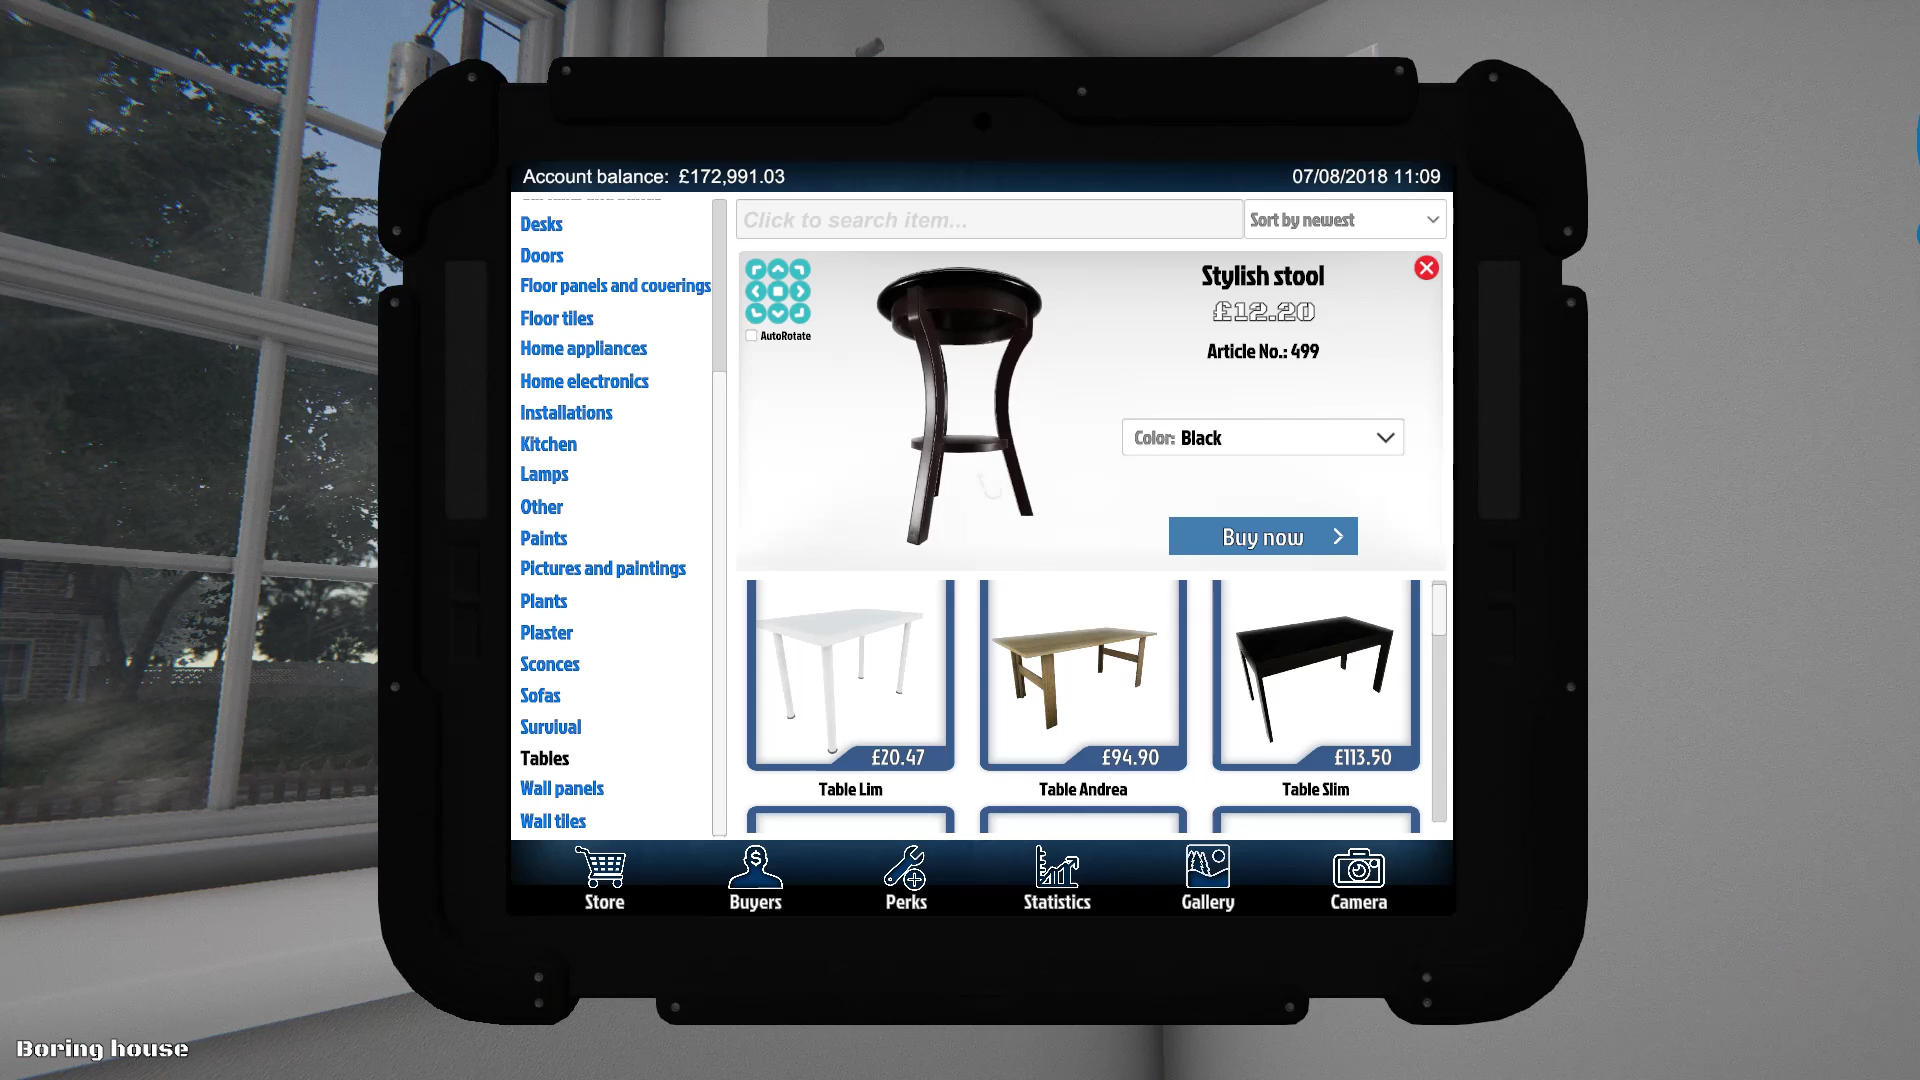 Account balance: £172,991.03
07/08/2018 11:09
Desks
Doors
Floor panels and coverings
Floor tiles
Home appliances
Home electronics
Installations
Kitchen
Lamps
Other
Paints
Pictures and paintings
Plants
Plaster
Sconces
Sofas
Survival
Tables
Wall panels
Wall tiles
Click to search item...
Sort by newest
AutoRotate
Stylish stool
£12.20
Article No.: 499
Color: Black
Buy now
£20.47
£94.90
£113.50
Table Lim
Table Andrea
Table Slim
Store
Buyers
Perks
Statistics
Gallery
Camera
Boring house